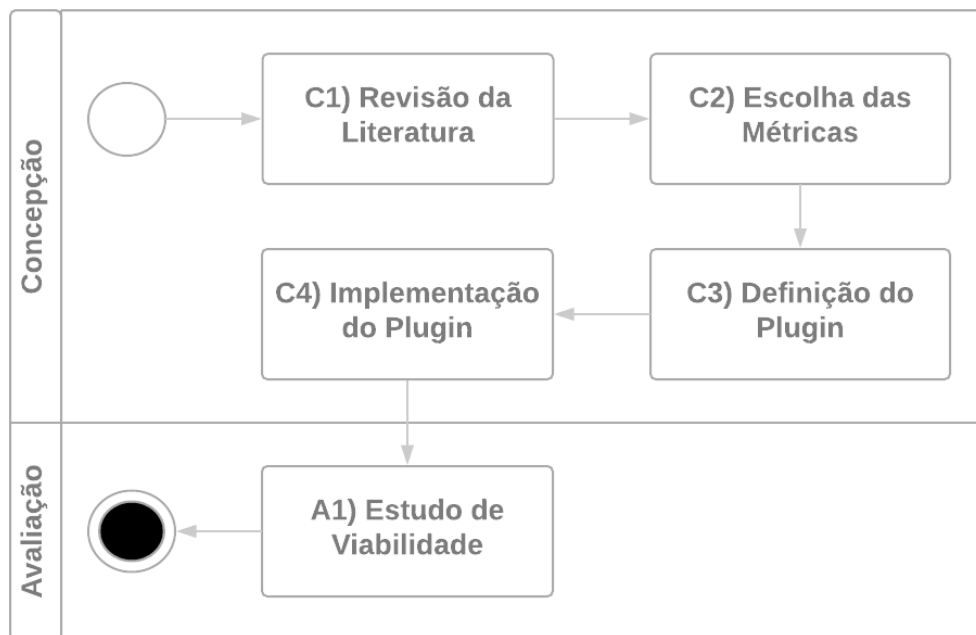 Concepção
C1) Revisão da
Literatura
C2) Escolha das
Métricas
C3) Definição do
Plugin
C4) Implementação
do Plugin
Avaliação
A1) Estudo de
Viabilidade